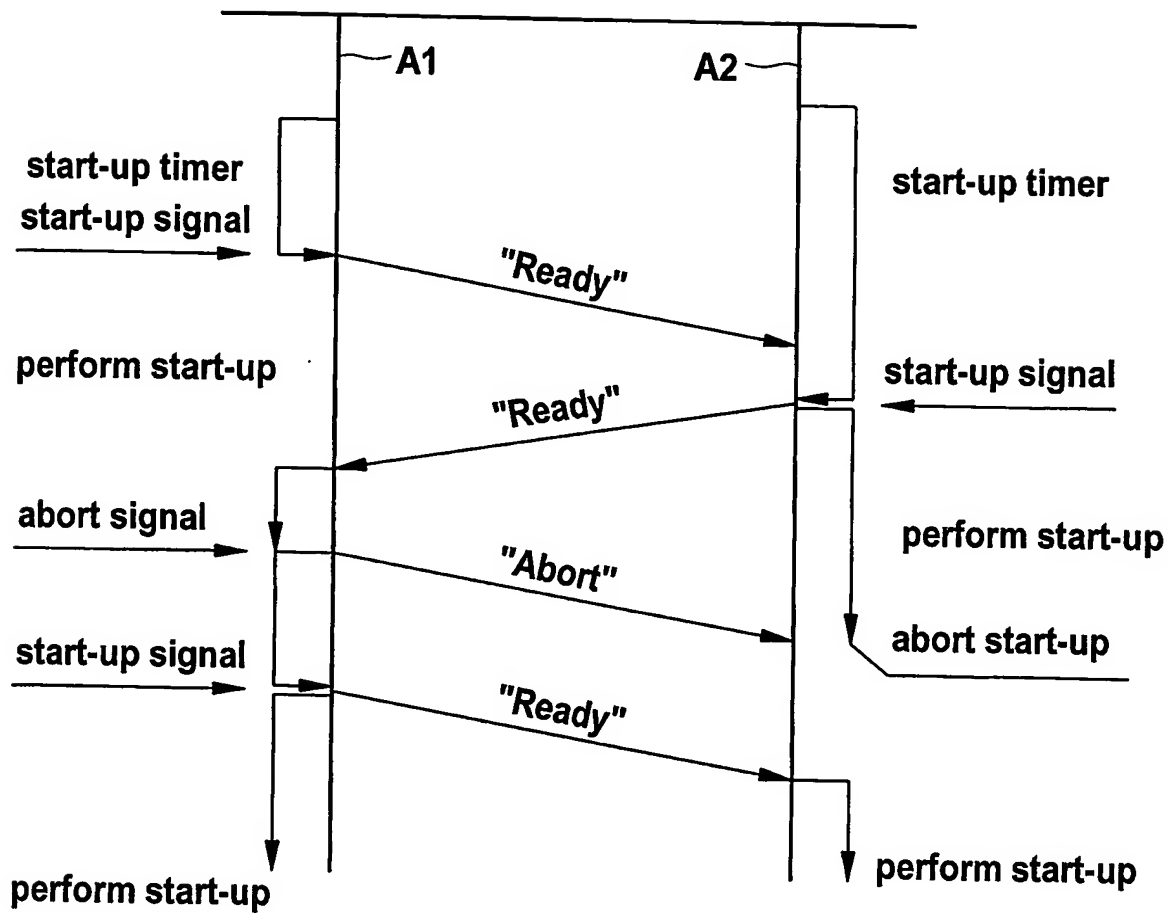 A1
A2
start-up timer
start-up timer
start-up signal
"Ready"
perform start-up
start-up signal
"Ready"
abort signal
perform start-up
"Abort"
start-up signal
abort start-up
"Ready"
perform start-up
perform start-up